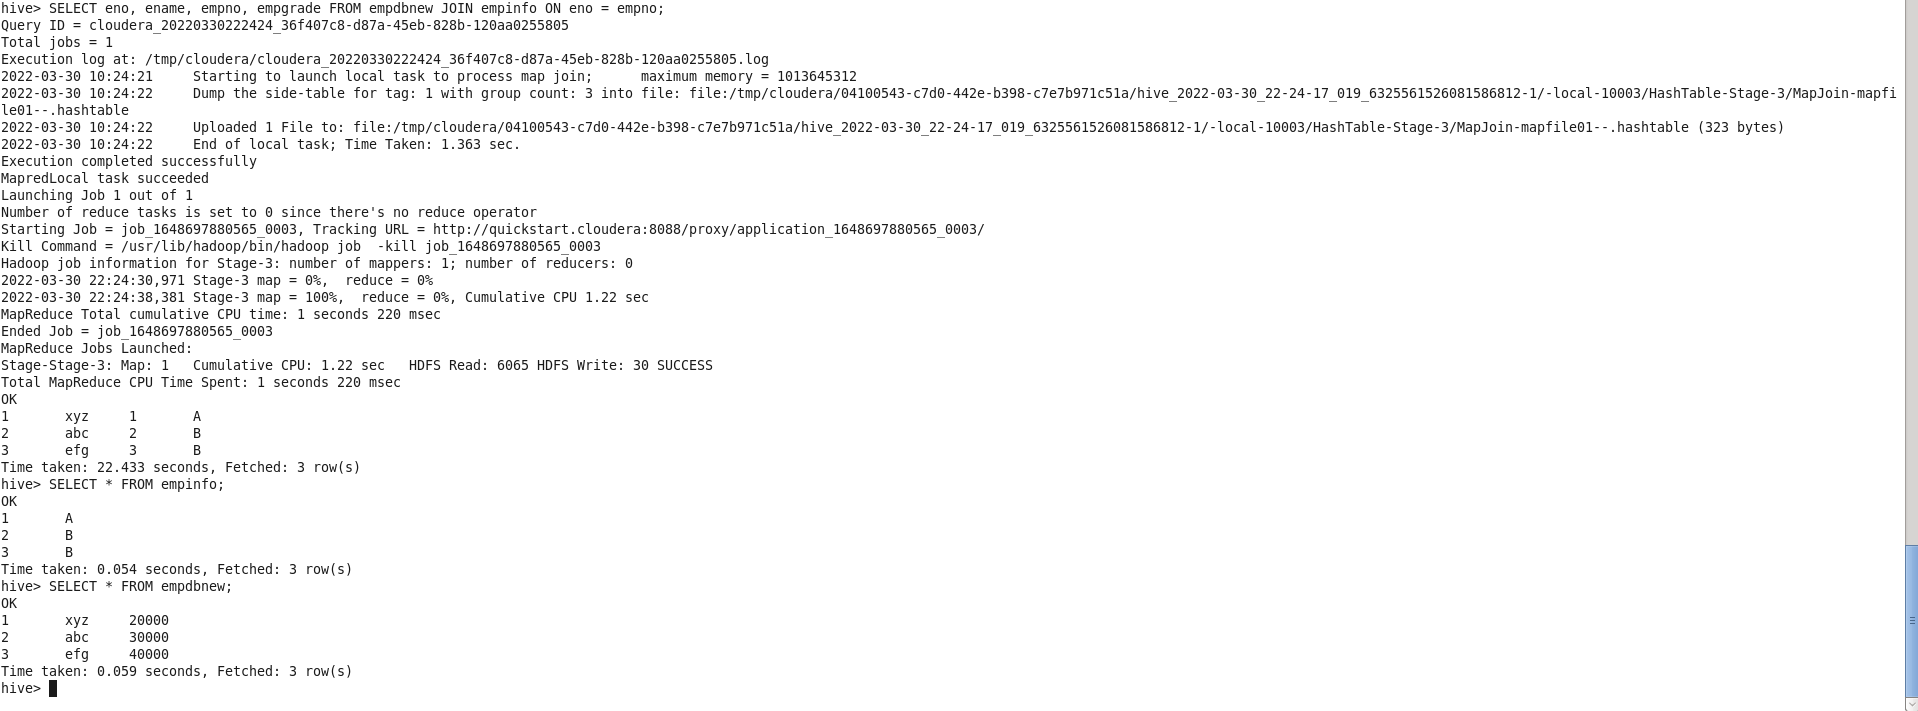 hive> SELECT eno, ename, empno, empgrade FROM empdbnew JOIN empinfo ON eno = empno;
Query ID = cloudera_20220330222424_36f407c8-d87a-45eb-828b-120aa0255805
Total jobs = 1
Execution log at: /tmp/cloudera/cloudera_20220330222424_36f407c8-d87a-45eb-828b-120aa0255805.log
2022-03-30 10:24:21     Starting to launch local task to process map join;      maximum memory = 1013645312
2022-03-30 10:24:22     Dump the side-table for tag: 1 with group count: 3 into file: file:/tmp/cloudera/04100543-c7d0-442e-b398-c7e7b971c51a/hive_2022-03-30_22-24-17_019_6325561526081586812-1/-local-10003/HashTable-Stage-3/MapJoin-mapfi
le01--.hashtable
2022-03-30 10:24:22     Uploaded 1 File to: file:/tmp/cloudera/04100543-c7d0-442e-b398-c7e7b971c51a/hive_2022-03-30_22-24-17_019_6325561526081586812-1/-local-10003/HashTable-Stage-3/MapJoin-mapfile01--.hashtable (323 bytes)
2022-03-30 10:24:22     End of local task; Time Taken: 1.363 sec.
Execution completed successfully
MapredLocal task succeeded
Launching Job 1 out of 1
Number of reduce tasks is set to 0 since there's no reduce operator
Starting Job = job_1648697880565_0003, Tracking URL = http://quickstart.cloudera:8088/proxy/application_1648697880565_0003/
Kill Command = /usr/lib/hadoop/bin/hadoop job  -kill job_1648697880565_0003
Hadoop job information for Stage-3: number of mappers: 1; number of reducers: 0
2022-03-30 22:24:30,971 Stage-3 map = 0%,  reduce = 0%
2022-03-30 22:24:38,381 Stage-3 map = 100%,  reduce = 0%, Cumulative CPU 1.22 sec
MapReduce Total cumulative CPU time: 1 seconds 220 msec
Ended Job = job_1648697880565_0003
MapReduce Jobs Launched:
Stage-Stage-3: Map: 1   Cumulative CPU: 1.22 sec   HDFS Read: 6065 HDFS Write: 30 SUCCESS
Total MapReduce CPU Time Spent: 1 seconds 220 msec
OK
1       xyz     1       A
2       abc     2       B
3       efg     3       B
Time taken: 22.433 seconds, Fetched: 3 row(s)
hive> SELECT * FROM empinfo;
OK
1       A
2       B
3       B
Time taken: 0.054 seconds, Fetched: 3 row(s)
hive> SELECT * FROM empdbnew;
OK
1       xyz     20000
2       abc     30000
3       efg     40000
Time taken: 0.059 seconds, Fetched: 3 row(s)
hive>